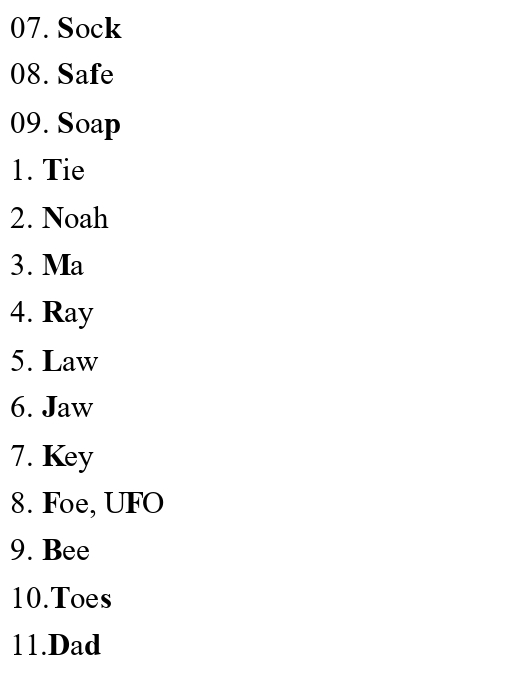 07. Sock
08. Safe
09. Soap
1. Tie
2. Noah
3. Ma
4. Ray
5. Law
6. Jaw
7. Key
8. Foe, UFO
9. Bee
10.Toes
11.Dad